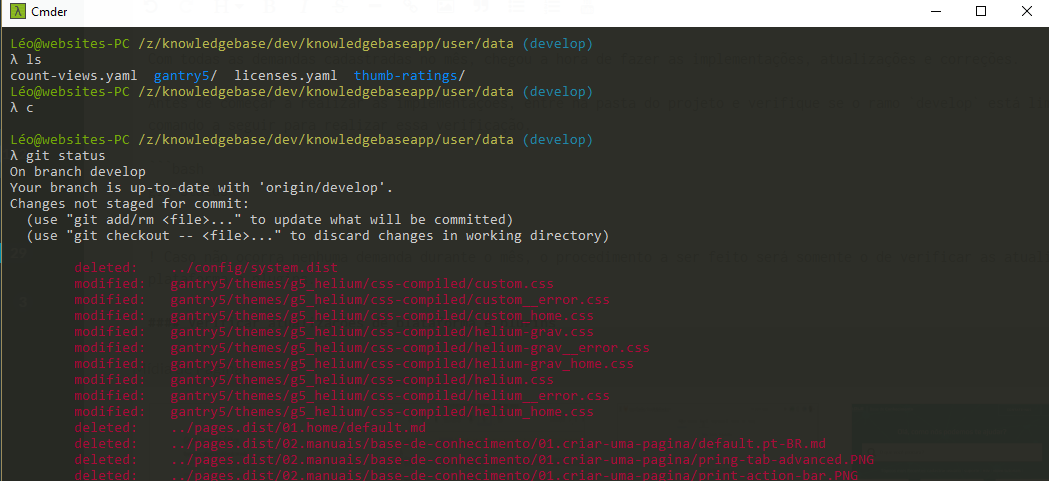 Cmder
Léo@websites-PC /z/knowledgebase/dev/knowledgebaseapp/user/data (develop)
λ ls
count-views.yaml  gantry5/  licenses.yaml  thumb-ratings/
Léo@websites-PC /z/knowledgebase/dev/knowledgebaseapp/user/data (develop)
λ c
Léo@websites-PC /z/knowledgebase/dev/knowledgebaseapp/user/data (develop)
λ git status
On branch develop
Your branch is up-to-date with 'origin/develop'.
Changes not staged for commit:
  (use "git add/rm <file>..." to update what will be committed)
  (use "git checkout -- <file>..." to discard changes in working directory)
        deleted:    ../config/system.dist
        modified:   gantry5/themes/g5_helium/css-compiled/custom.css
        modified:   gantry5/themes/g5_helium/css-compiled/custom__error.css
        modified:   gantry5/themes/g5_helium/css-compiled/custom_home.css
        modified:   gantry5/themes/g5_helium/css-compiled/helium-grav.css
        modified:   gantry5/themes/g5_helium/css-compiled/helium-grav__error.css
        modified:   gantry5/themes/g5_helium/css-compiled/helium-grav_home.css
        modified:   gantry5/themes/g5_helium/css-compiled/helium.css
        modified:   gantry5/themes/g5_helium/css-compiled/helium__error.css
        modified:   gantry5/themes/g5_helium/css-compiled/helium_home.css
        deleted:    ../pages.dist/01.home/default.md
        deleted:    ../pages.dist/02.manuais/base-de-conhecimento/01.criar-uma-pagina/default.pt-BR.md
        deleted:    ../pages.dist/02.manuais/base-de-conhecimento/01.criar-uma-pagina/pring-tab-advanced.PNG
        deleted:    ../pages.dist/02.manuais/base-de-conhecimento/01.criar-uma-pagina/print-action-bar.PNG